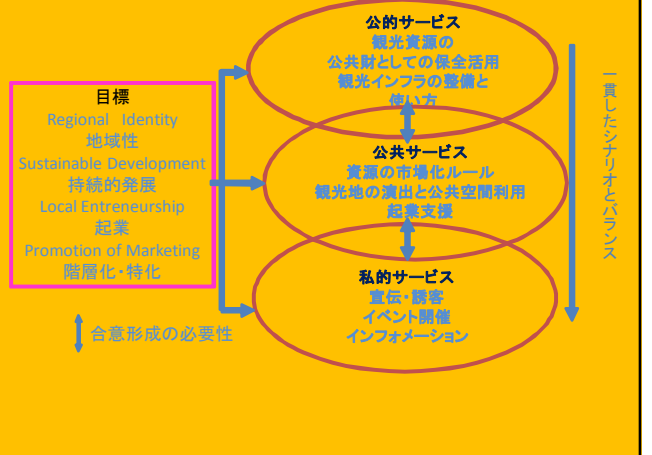 公的サービス
観光資源の
公共財としての保全活用
観光インフラの整備と
使い方
目標
Regional Identity
地域性
Sustainable Development
持続的発展
Local Entreneurship
起業
Promotion of Marketing
階層化・特化
公共サービス
資源の市場化ルール
観光地の演出と公共空間利用
起業支援
私的サービス
宣伝・誘客
イベント開催
インフォメーション
合意形成の必要性
一貫したシナリオとバランス